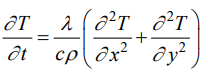 ∂T/∂t = λ/cρ (∂²T/∂x² + ∂²T/∂y²)